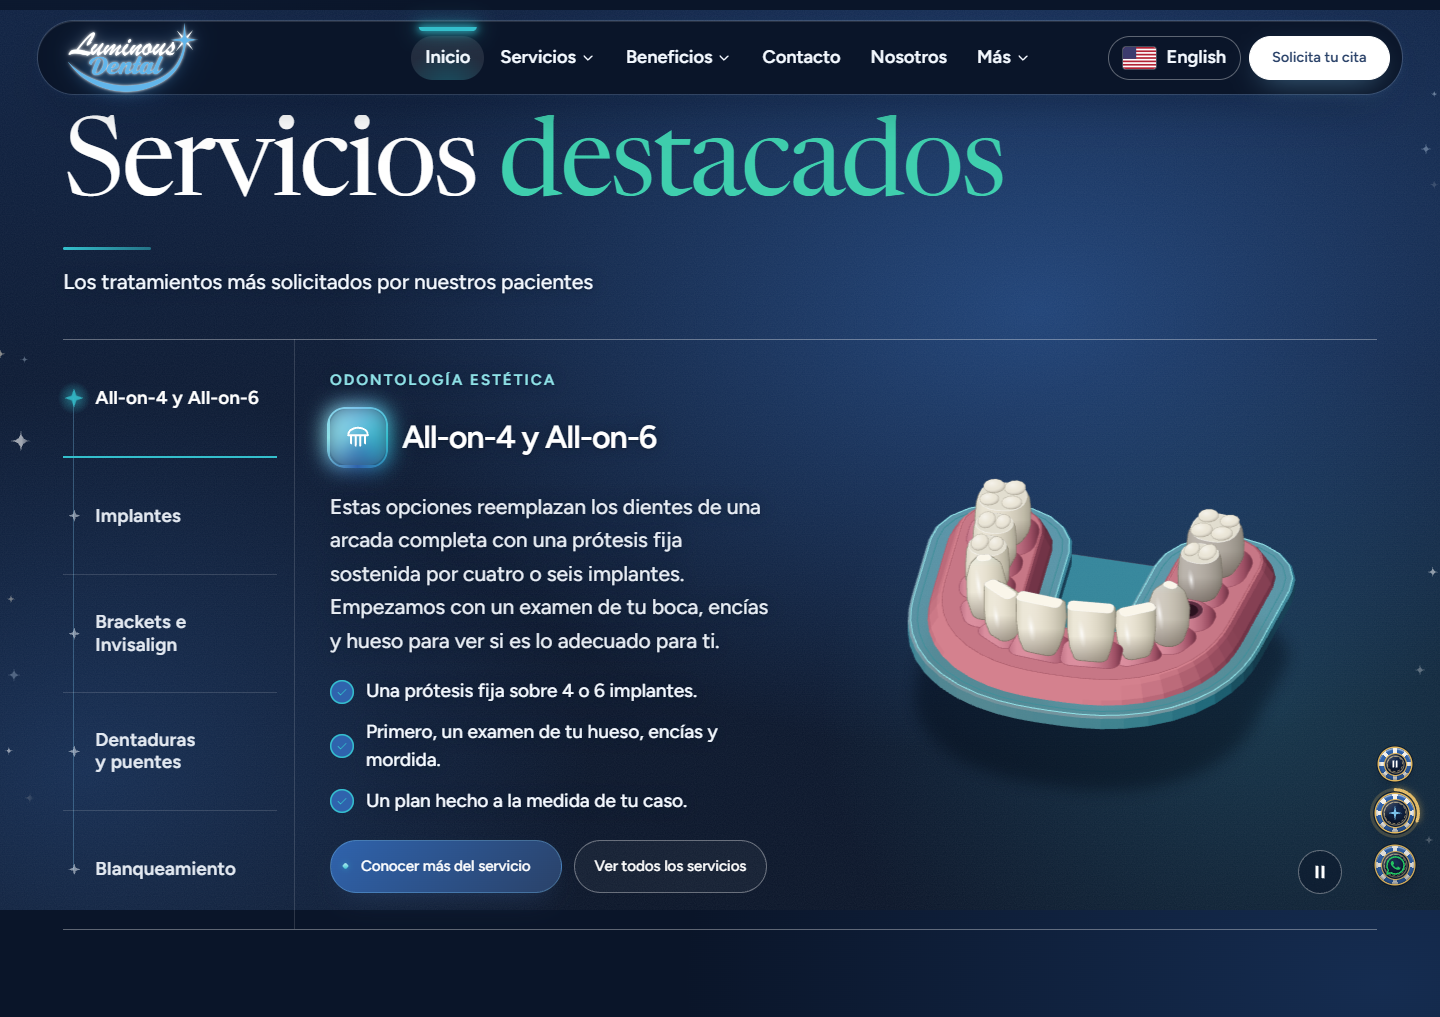 Luminous
Dental
Inicio
Servicios
Beneficios
Contacto
Nosotros
Más
English
Solicita tu cita
Servicios destacados
Los tratamientos más solicitados por nuestros pacientes
All-on-4 y All-on-6
Implantes
Brackets e
Invisalign
Dentaduras
y puentes
Blanqueamiento
ODONTOLOGÍA ESTÉTICA
All-on-4 y All-on-6
Estas opciones reemplazan los dientes de una
arcada completa con una prótesis fija
sostenida por cuatro o seis implantes.
Empezamos con un examen de tu boca, encías
y hueso para ver si es lo adecuado para ti.
Una prótesis fija sobre 4 o 6 implantes.
Primero, un examen de tu hueso, encías y
mordida.
Un plan hecho a la medida de tu caso.
Conocer más del servicio
Ver todos los servicios